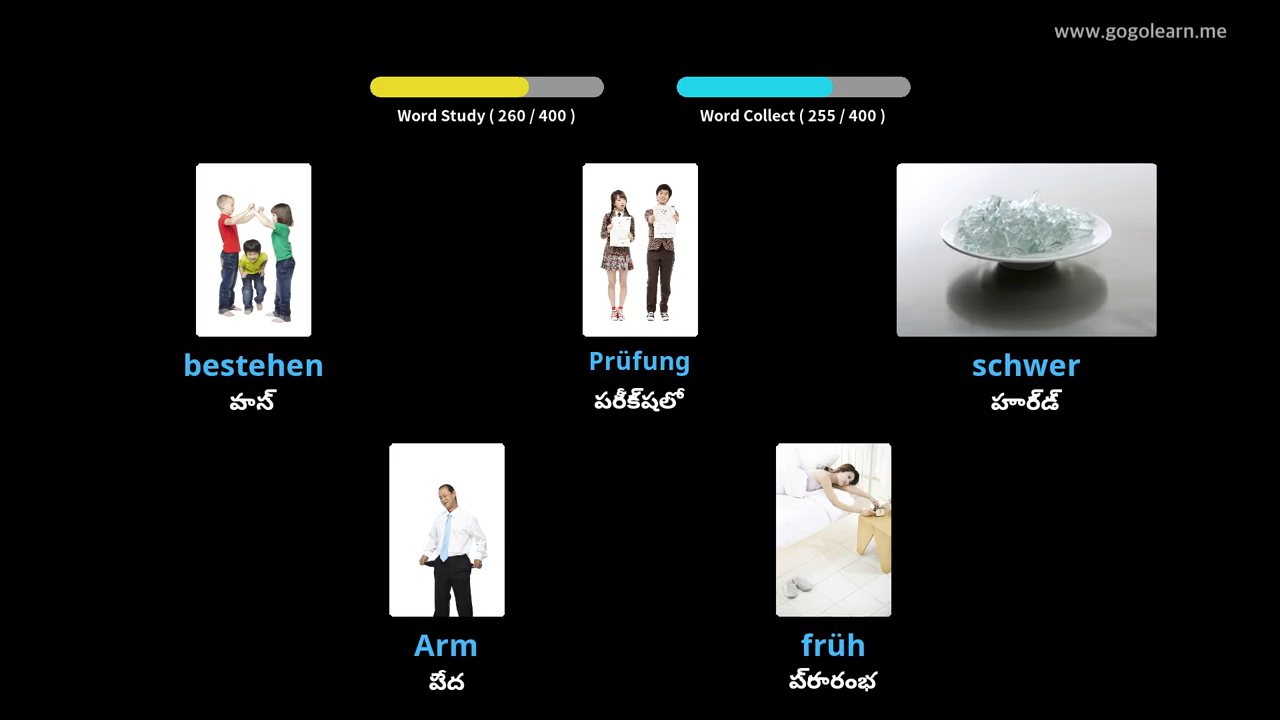 www.gogolearn.me
Word Study ( 260 / 400 )
Word Collect ( 255 / 400 )
bestehen
పాస్
Prüfung
పరీక్షలో
schwer
హార్డ్
Arm
పేద
früh
ప్రారంభ